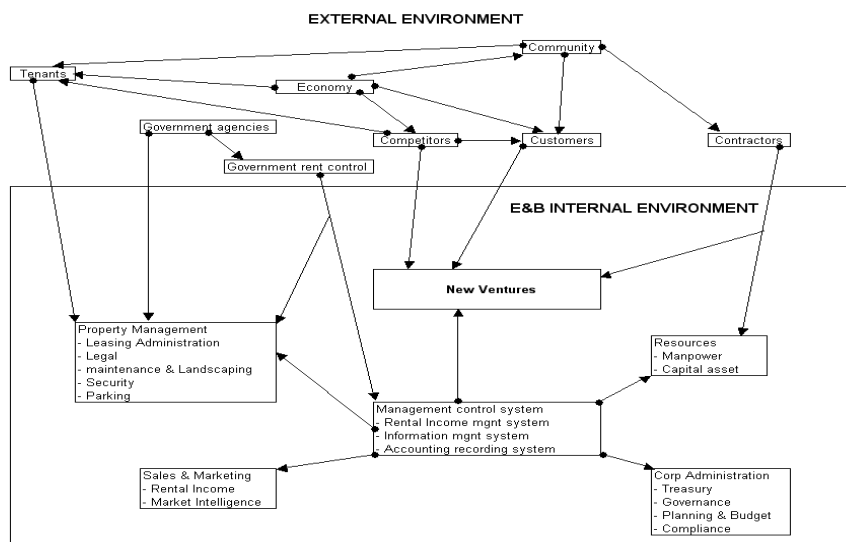 EXTERNAL ENVIRONMENT
Community
Tenants
Economy
Government agencies
Competitors
Customers
Contractors
Government rent control
E&B INTERNAL ENVIRONMENT
New Ventures
Property Management
- Leasing Administration
- Legal
- maintenance & Landscaping
- Security
- Parking
Resources
- Manpower
- Capital asset
Management control system
- Rental Income mgnt system
- Information mgnt system
- Accounting recording system
Sales & Marketing
- Rental Income
- Market Intelligence
Corp Administration
- Treasury
- Governance
- Planning & Budget
- Compliance